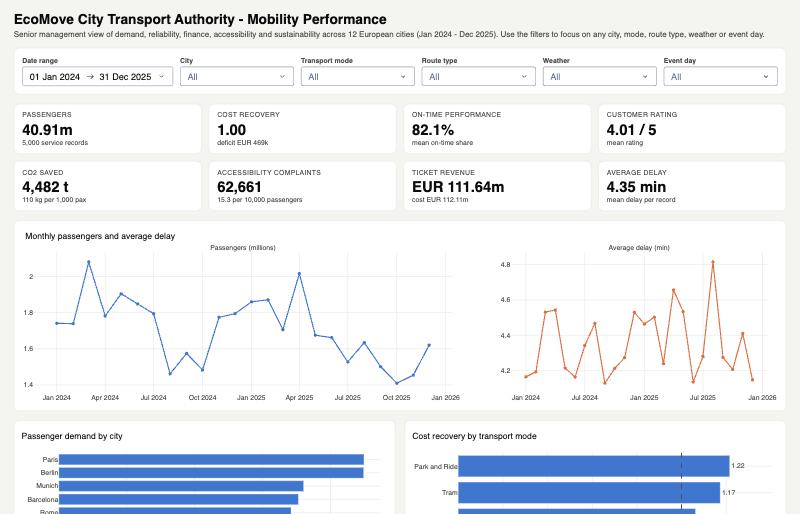 EcoMove City Transport Authority - Mobility Performance
Senior management view of demand, reliability, finance, accessibility and sustainability across 12 European cities (Jan 2024 - Dec 2025). Use the filters to focus on any city, mode, route type, weather or event day.
Date range City Transport mode Route type Weather Event day
01 Jan 2024 → 31 Dec 2025 All All All All All
PASSENGERS COST RECOVERY ON-TIME PERFORMANCE CUSTOMER RATING
40.91m 1.00 82.1% 4.01 / 5
5,000 service records deficit EUR 469k mean on-time share mean rating
CO2 SAVED ACCESSIBILITY COMPLAINTS TICKET REVENUE AVERAGE DELAY
4,482 t 62,661 EUR 111.64m 4.35 min
110 kg per 1,000 pax 15.3 per 10,000 passengers cost EUR 112.11m mean delay per record
Monthly passengers and average delay
Passengers (millions) Average delay (min)
2
1.8
1.6
1.4
Jan 2024 Apr 2024 Jul 2024 Oct 2024 Jan 2025 Apr 2025 Jul 2025 Oct 2025 Jan 2026
4.8
4.6
4.4
4.2
Jan 2024 Jul 2024 Jan 2025 Jul 2025 Jan 2026
Passenger demand by city
Paris
Berlin
Munich
Barcelona
Rome
Cost recovery by transport mode
Park and Ride 1.22
Tram 1.17